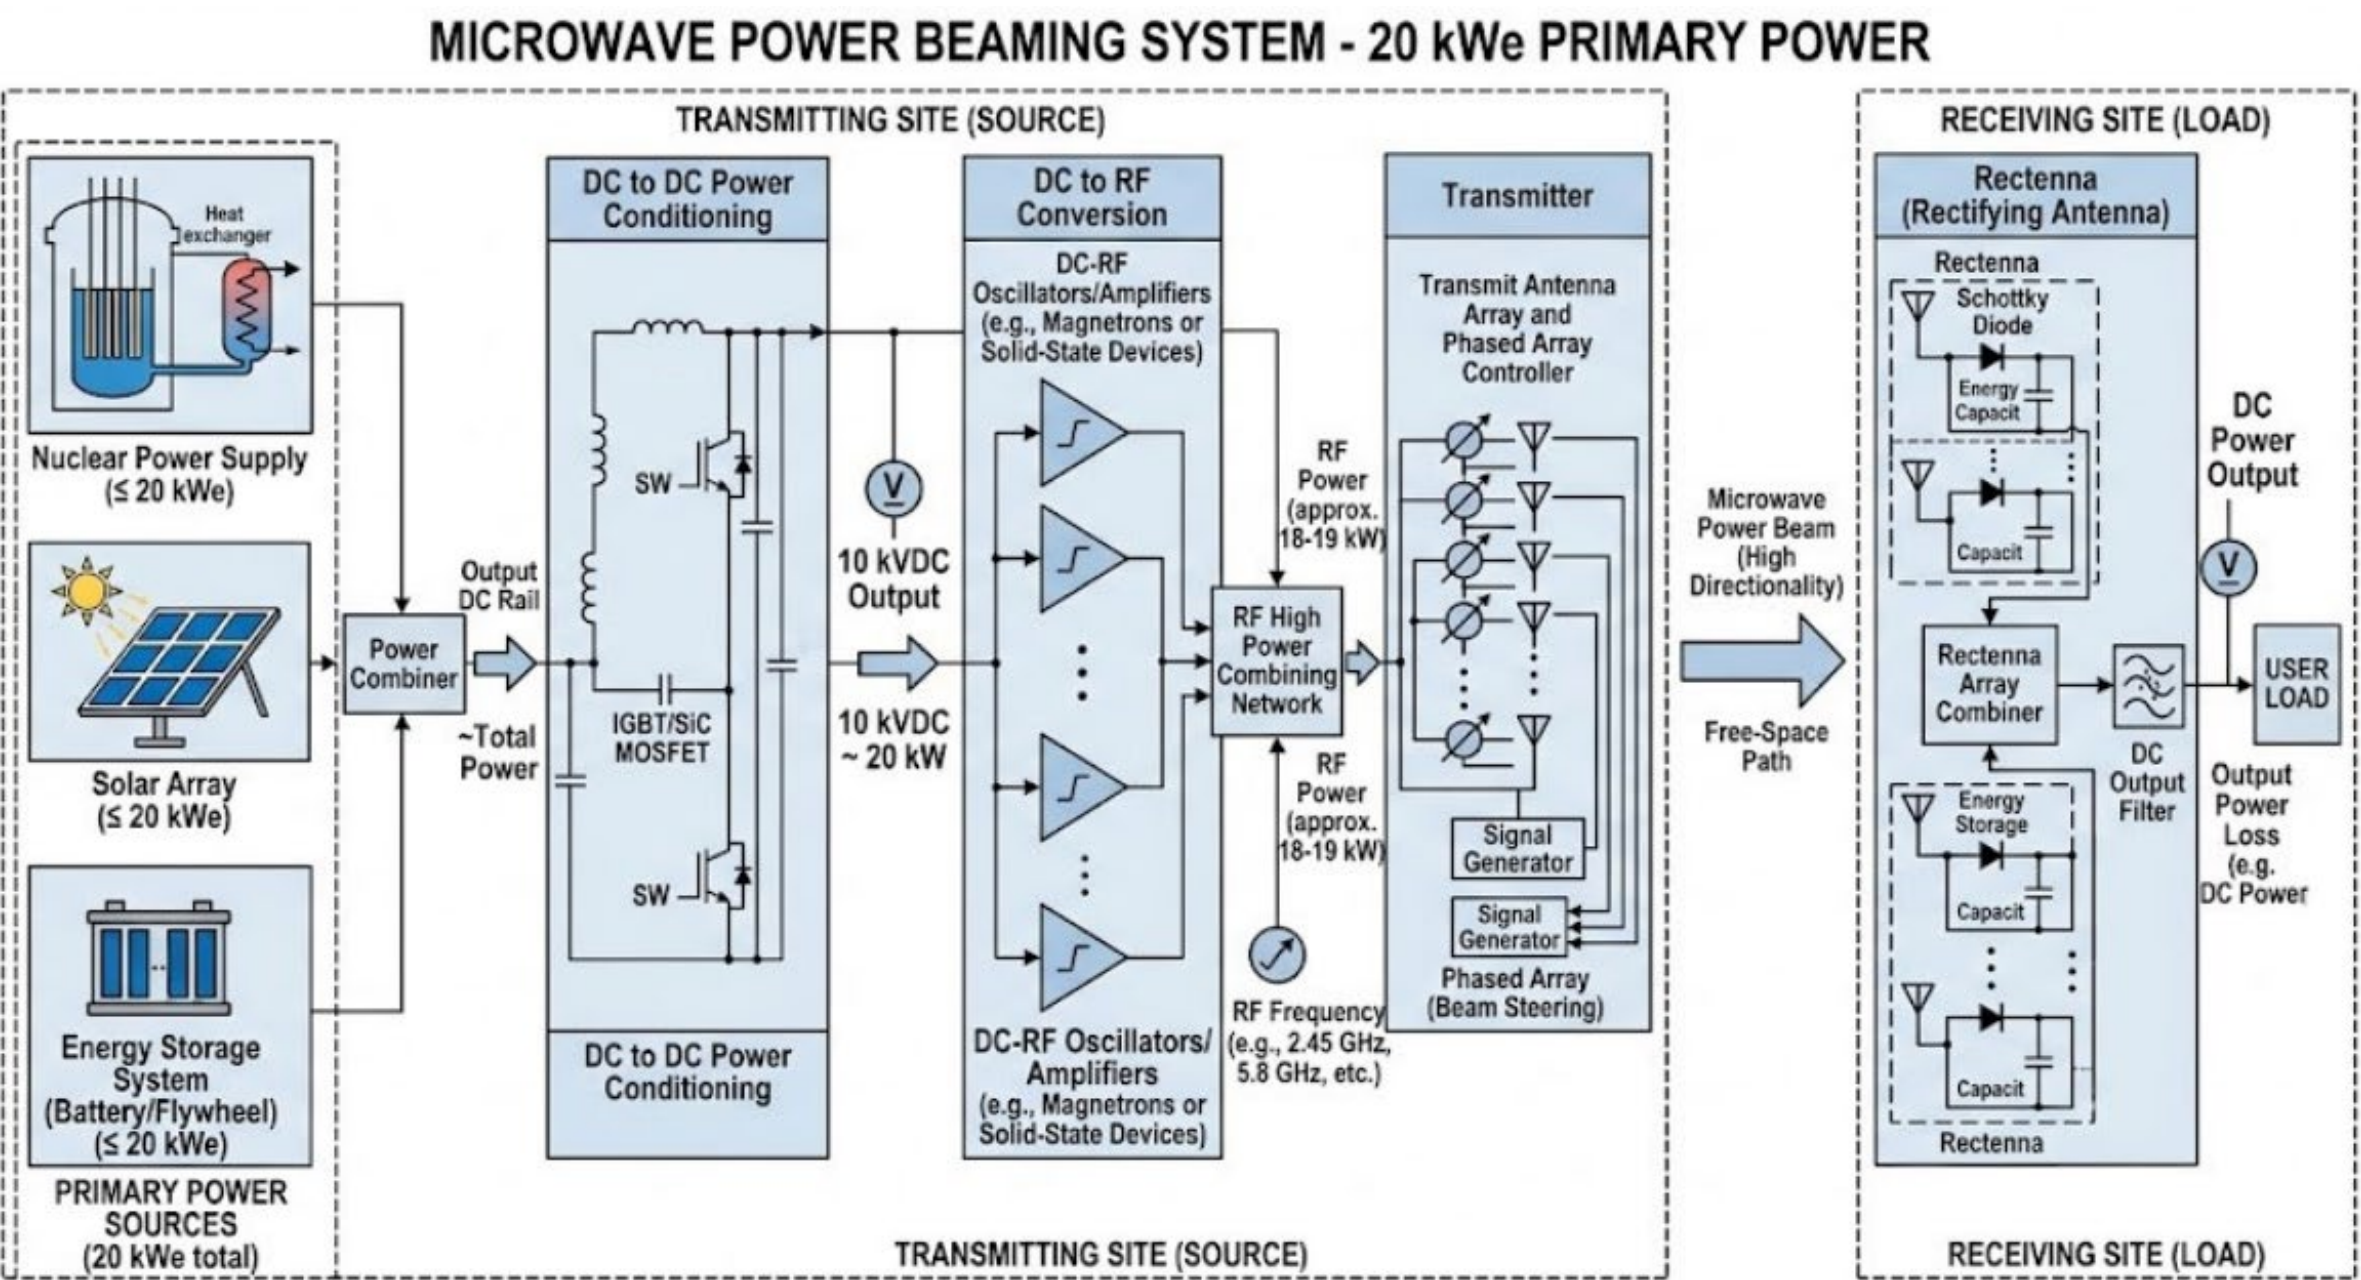 MICROWAVE POWER BEAMING SYSTEM - 20 kWe PRIMARY POWER
TRANSMITTING SITE (SOURCE)
Heat
exchanger
Nuclear Power Supply
(≤ 20 kWe)
Solar Array
(≤ 20 kWe)
Energy Storage
System
(Battery/Flywheel)
(≤ 20 kWe)
PRIMARY POWER
SOURCES
(20 kWe total)
Power
Combiner
Output
DC Rail
~Total
Power
DC to DC Power
Conditioning
SW
IGBT/SiC
MOSFET
SW
DC to DC Power
Conditioning
V
10 kVDC
Output
10 kVDC
~ 20 kW
DC to RF
Conversion
DC-RF
Oscillators/Amplifiers
(e.g., Magnetrons or
Solid-State Devices)
DC-RF Oscillators/
Amplifiers
(e.g., Magnetrons or
Solid-State Devices)
RF High
Power
Combining
Network
RF
Power
(approx.
18-19 kW)
RF
Power
(approx.
18-19 kW)
RF Frequency
(e.g., 2.45 GHz,
5.8 GHz, etc.)
Transmitter
Transmit Antenna
Array and
Phased Array
Controller
Signal
Generator
Signal
Generator
Phased Array
(Beam Steering)
TRANSMITTING SITE (SOURCE)
Microwave
Power Beam
(High
Directionality)
Free-Space
Path
RECEIVING SITE (LOAD)
Rectenna
(Rectifying Antenna)
Rectenna
Schottky
Diode
Energy
Capacit
Capacit
Rectenna
Array
Combiner
Energy
Storage
Capacit
Capacit
Rectenna
DC
Output
Filter
DC
Power
Output
V
USER
LOAD
Output
Power
Loss
(e.g.
DC Power
RECEIVING SITE (LOAD)